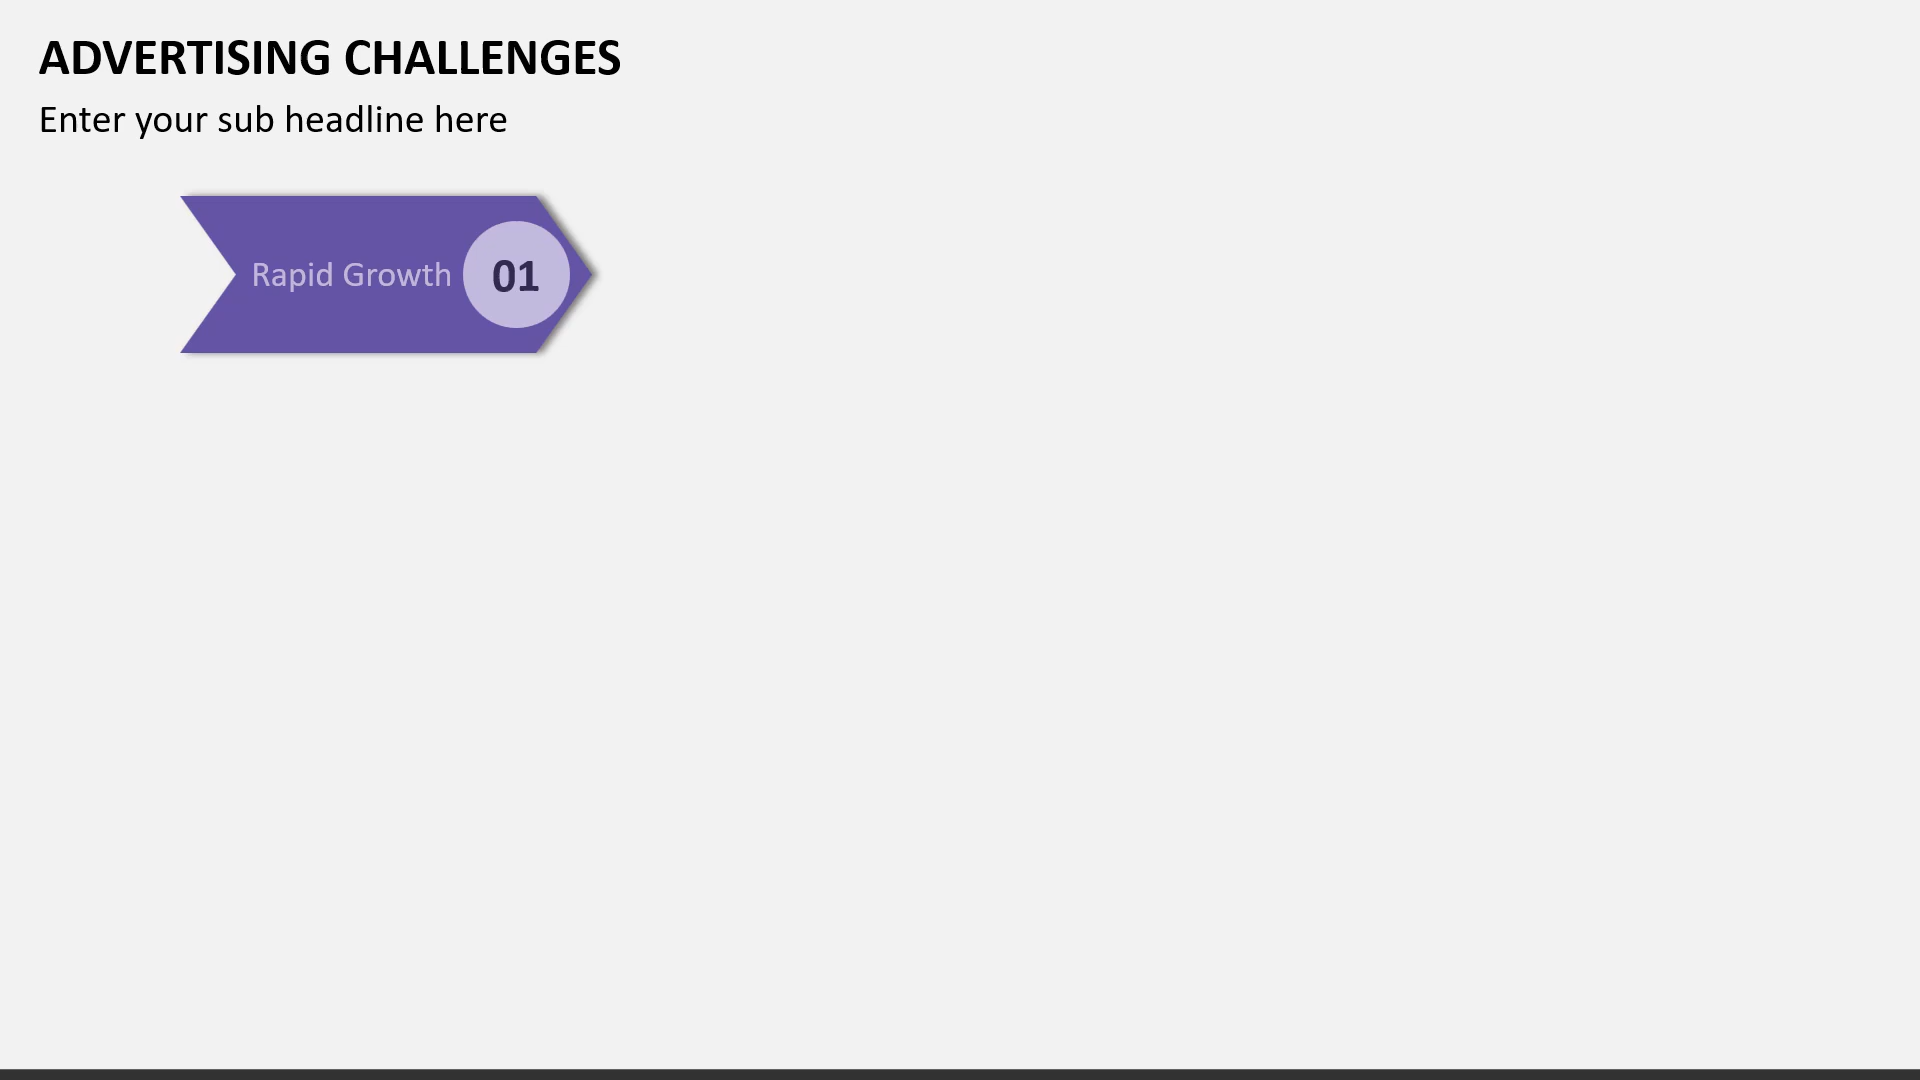 ADVERTISING CHALLENGES
Enter your sub headline here
Rapid Growth 01